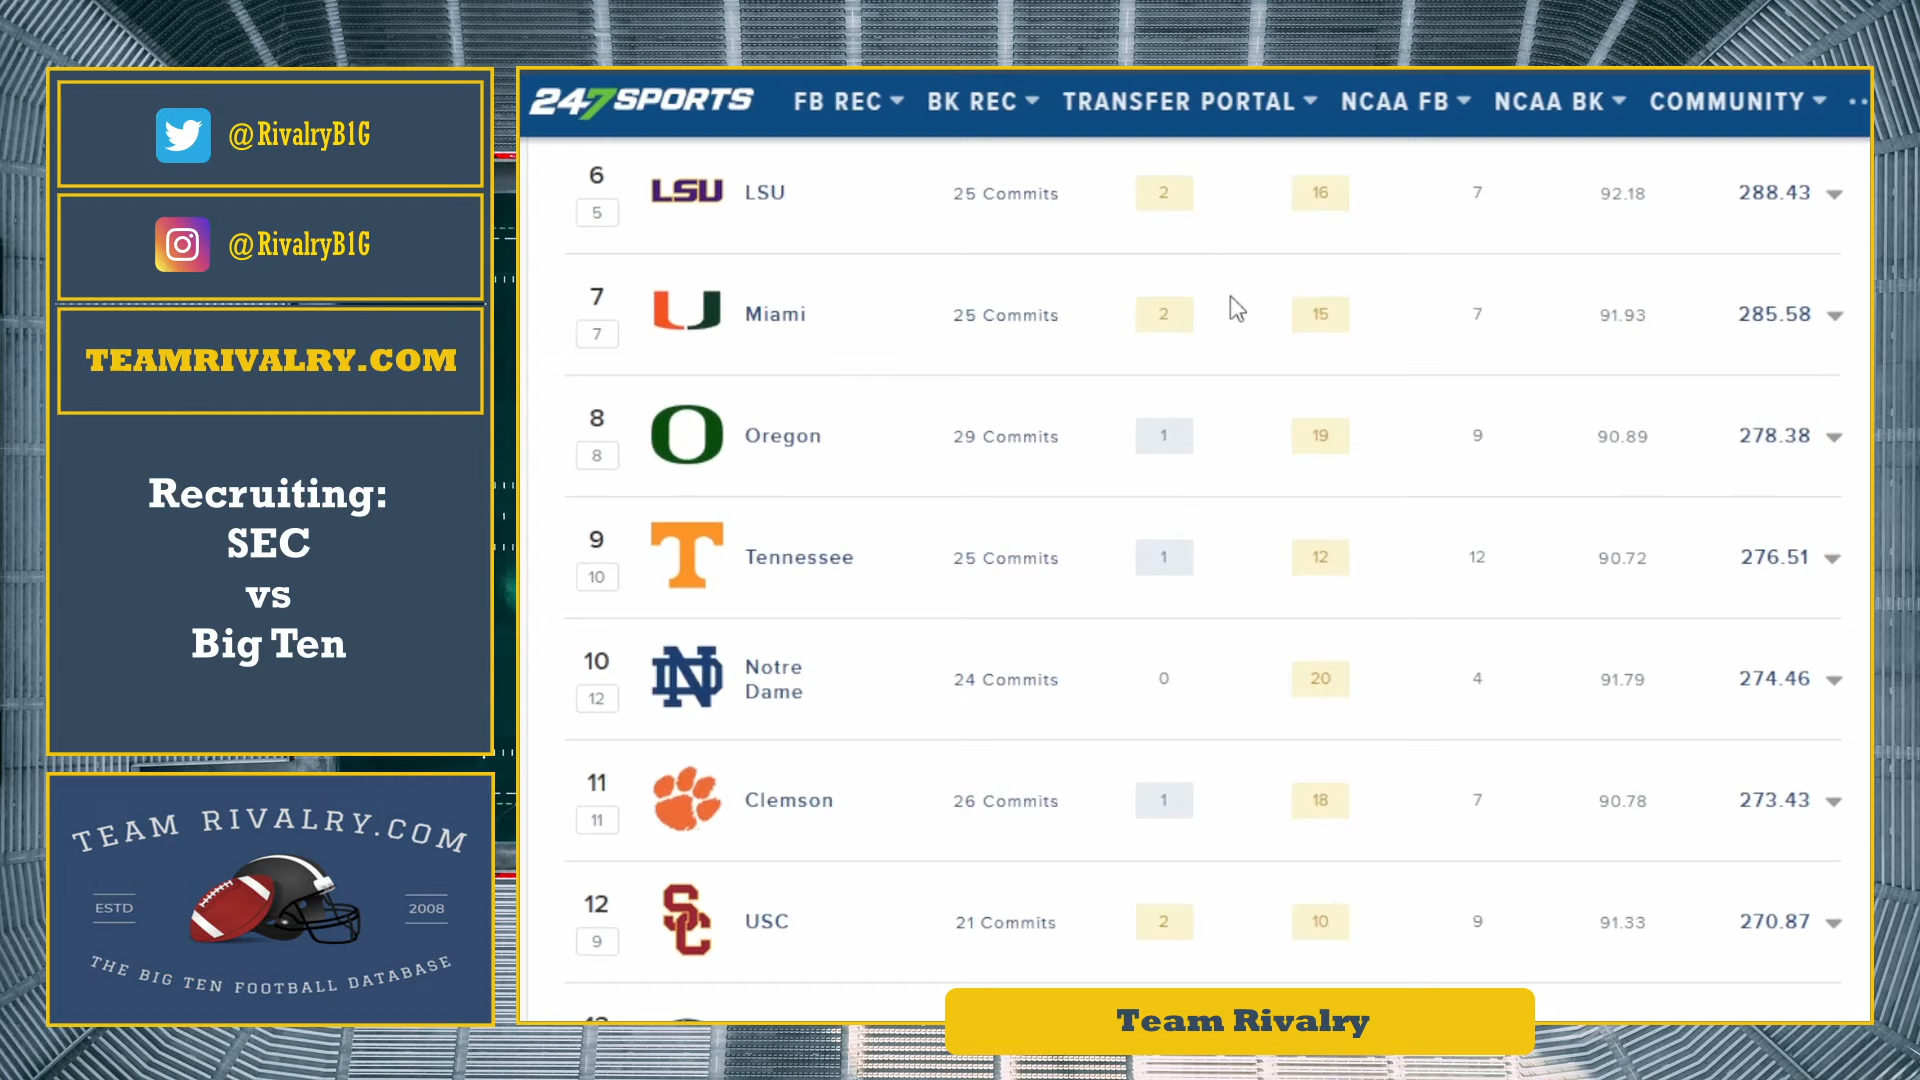 @RivalryB1G
@RivalryB1G
TEAMRIVALRY.COM
Recruiting:
SEC
vs
Big Ten
TEAM RIVALRY.COM
ESTD
2008
THE BIG TEN FOOTBALL DATABASE
247SPORTS FB REC BK REC TRANSFER PORTAL NCAA FB NCAA BK COMMUNITY
6 LSU LSU 25 Commits 2 16 7 92.18 288.43
5
7 Miami 25 Commits 2 15 7 91.93 285.58
7
8 Oregon 29 Commits 1 19 9 90.89 278.38
8
9 T Tennessee 25 Commits 1 12 12 90.72 276.51
10
10 ND Notre Dame 24 Commits 0 20 4 91.79 274.46
12
11 Clemson 26 Commits 1 18 7 90.78 273.43
11
12 SC USC 21 Commits 2 10 9 91.33 270.87
9
Team Rivalry